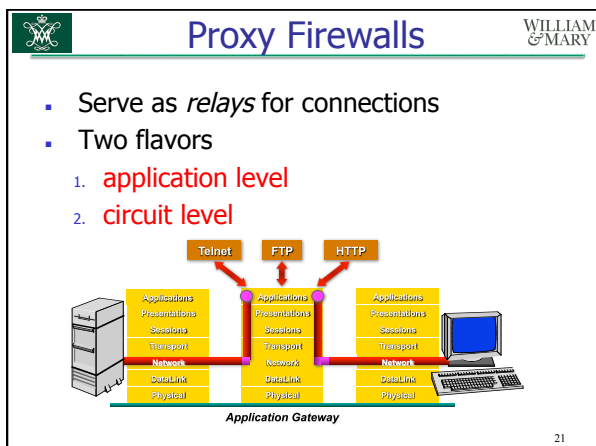 Proxy Firewalls
WILLIAM
& MARY
▪ Serve as relays for connections
▪ Two flavors
1. application level
2. circuit level
Telnet FTP HTTP
Applications Applications Applications
Presentations Presentations Presentations
Sessions Sessions Sessions
Transport Transport Transport
Network Network Network
DataLink DataLink DataLink
Physical Physical Physical
Application Gateway
21